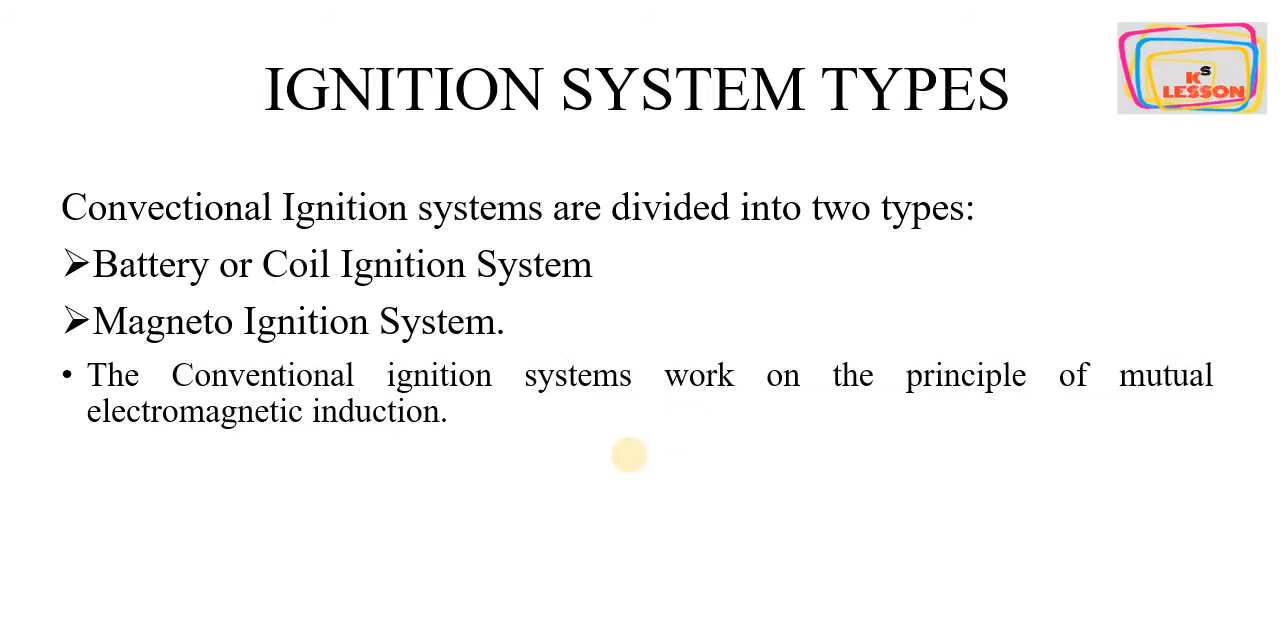 IGNITION SYSTEM TYPES
Ks
LESSON
Convectional Ignition systems are divided into two types:
➢Battery or Coil Ignition System
➢Magneto Ignition System.
• The Conventional ignition systems work on the principle of mutual
electromagnetic induction.